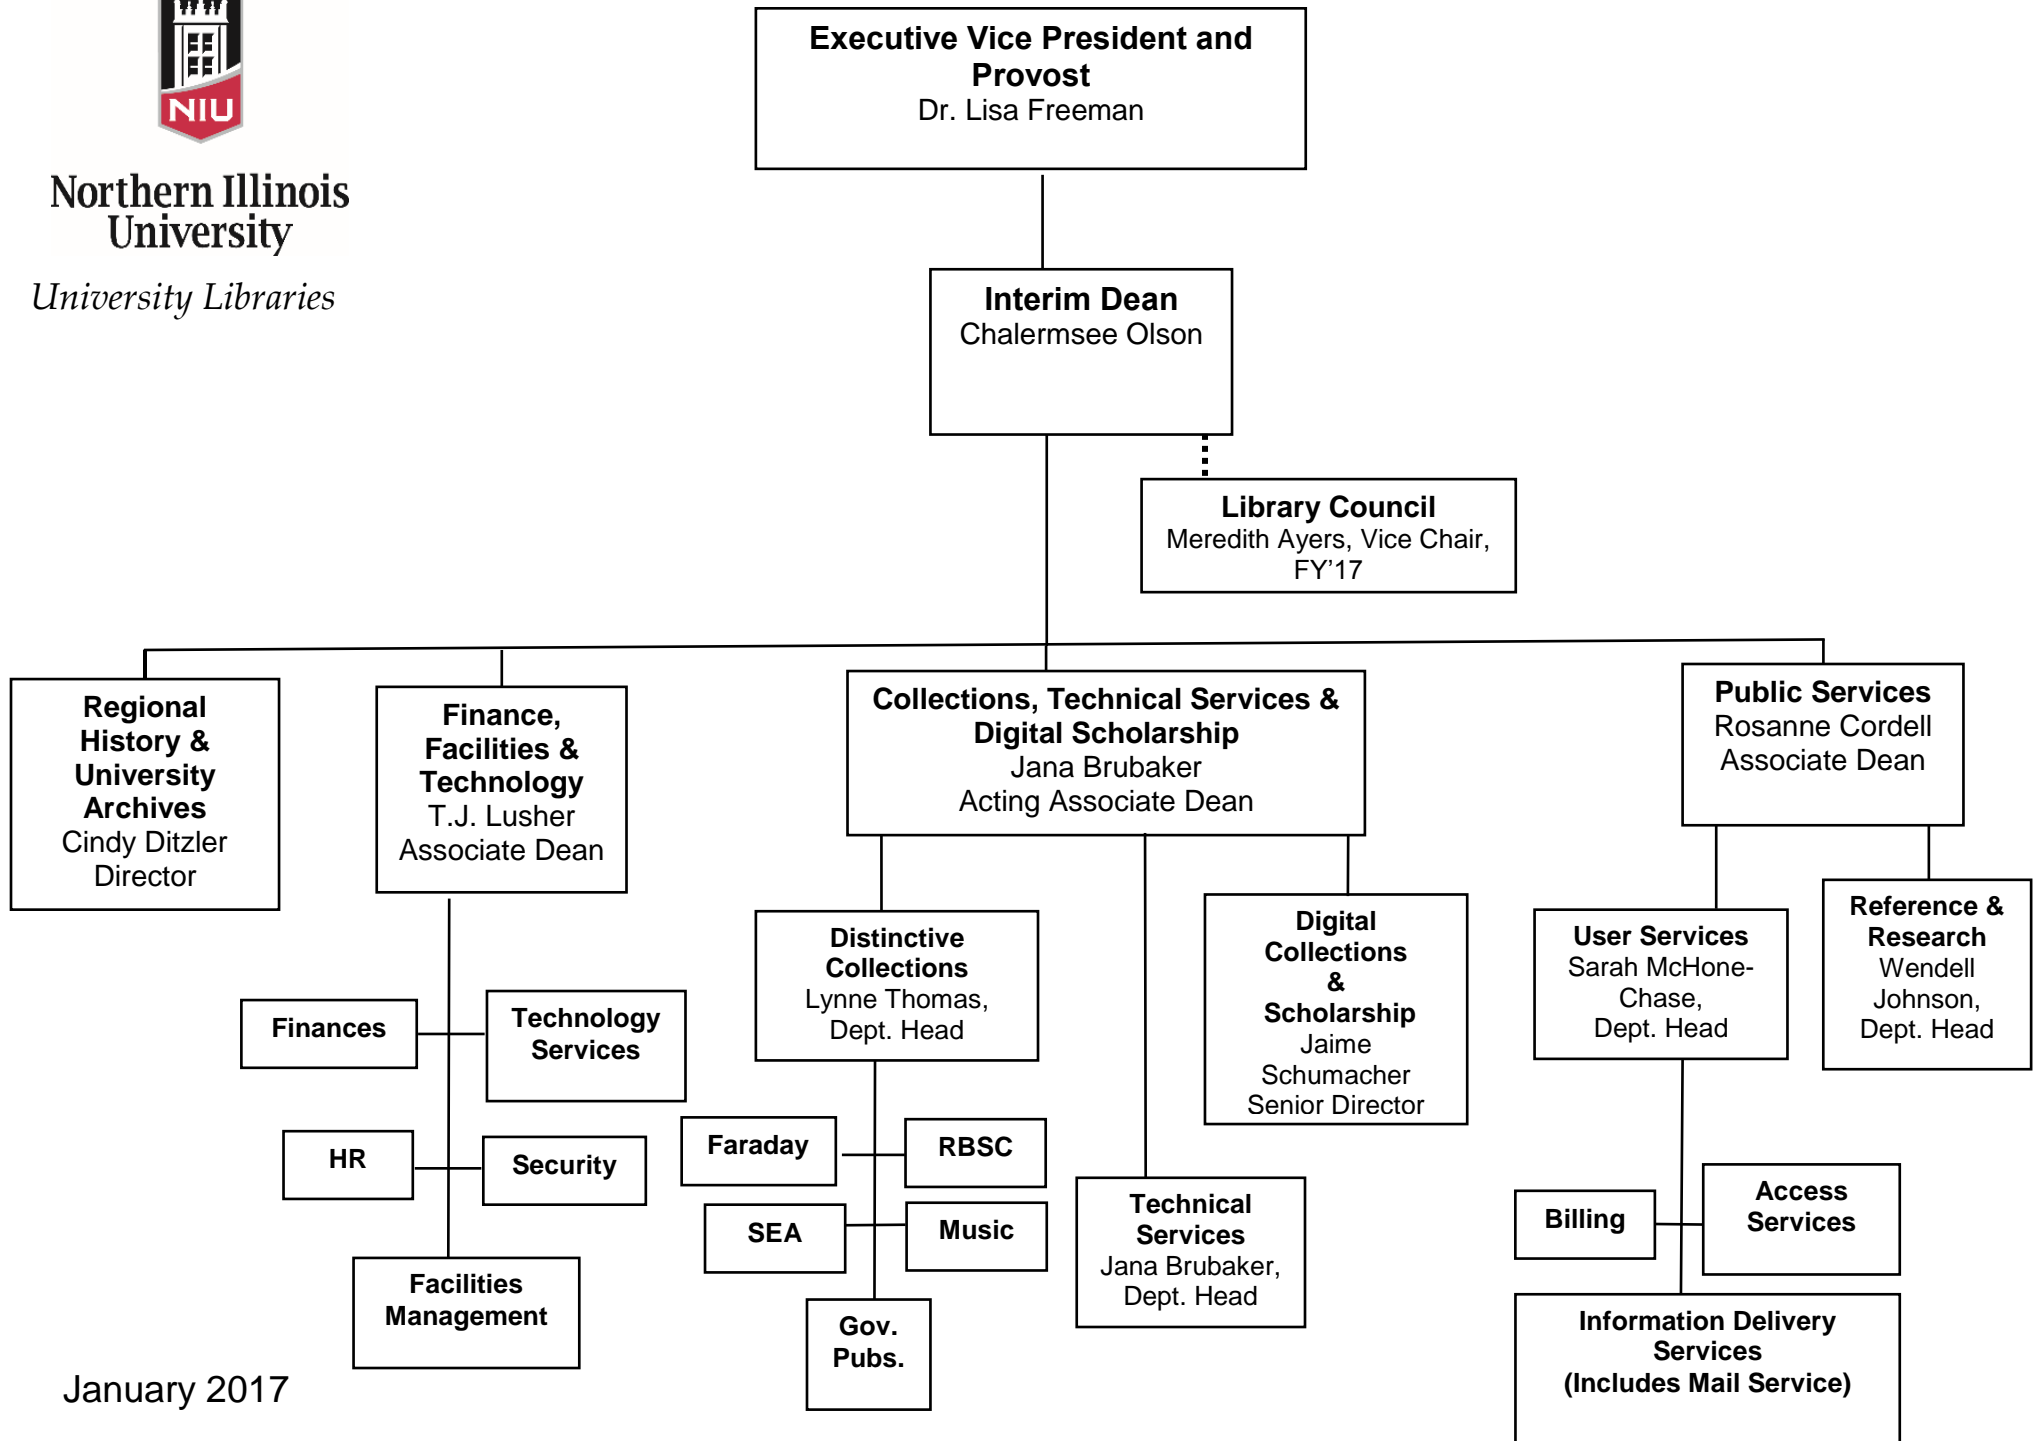 NIU
Northern Illinois
University
University Libraries
Executive Vice President and
Provost
Dr. Lisa Freeman
Interim Dean
Chalermsee Olson
Library Council
Meredith Ayers, Vice Chair,
FY’17
Regional
History &
University
Archives
Cindy Ditzler
Director
Finance,
Facilities &
Technology
T.J. Lusher
Associate Dean
Collections, Technical Services &
Digital Scholarship
Jana Brubaker
Acting Associate Dean
Public Services
Rosanne Cordell
Associate Dean
Finances
Technology
Services
HR
Security
Facilities
Management
Distinctive
Collections
Lynne Thomas,
Dept. Head
Faraday
RBSC
SEA
Music
Gov.
Pubs.
Technical
Services
Jana Brubaker,
Dept. Head
Digital
Collections
&
Scholarship
Jaime
Schumacher
Senior Director
User Services
Sarah McHone-
Chase,
Dept. Head
Reference &
Research
Wendell
Johnson,
Dept. Head
Billing
Access
Services
Information Delivery
Services
(Includes Mail Service)
January 2017